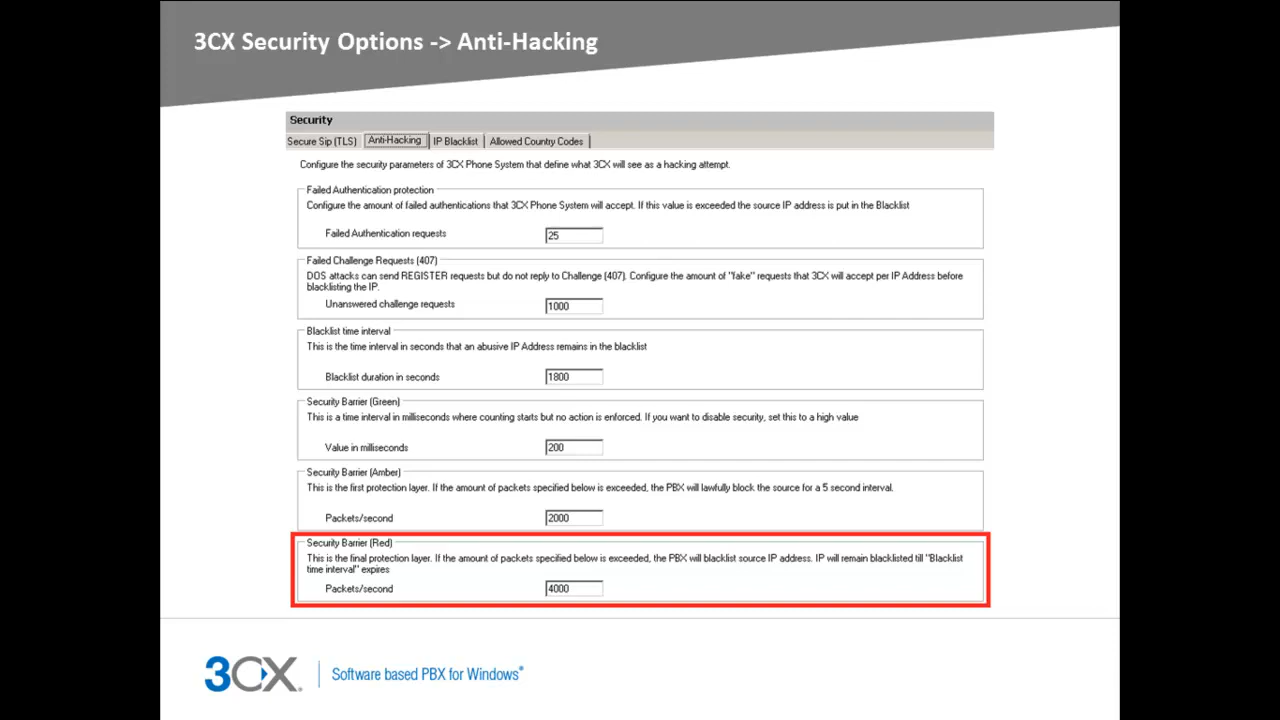 3CX Security Options -> Anti-Hacking
Security
Secure Sip (TLS) Anti-Hacking IP Blacklist Allowed Country Codes
Configure the security parameters of 3CX Phone System that define what 3CX will see as a hacking attempt.
Failed Authentication protection
Configure the amount of failed authentications that 3CX Phone System will accept. If this value is exceeded the source IP address is put in the Blacklist
Failed Authentication requests 25
Failed Challenge Requests (407)
DOS attacks can send REGISTER requests but do not reply to Challenge (407). Configure the amount of "fake" requests that 3CX will accept per IP Address before
blacklisting the IP.
Unanswered challenge requests 1000
Blacklist time interval
This is the time interval in seconds that an abusive IP Address remains in the blacklist
Blacklist duration in seconds 1800
Security Barrier (Green)
This is a time interval in milliseconds where counting starts but no action is enforced. If you want to disable security, set this to a high value
Value in milliseconds 200
Security Barrier (Amber)
This is the first protection layer. If the amount of packets specified below is exceeded, the PBX will lawfully block the source for a 5 second interval.
Packets/second 2000
Security Barrier (Red)
This is the final protection layer. If the amount of packets specified below is exceeded, the PBX will blacklist source IP address. IP will remain blacklisted till "Blacklist
time interval" expires
Packets/second 4000
3CX® Software based PBX for Windows®